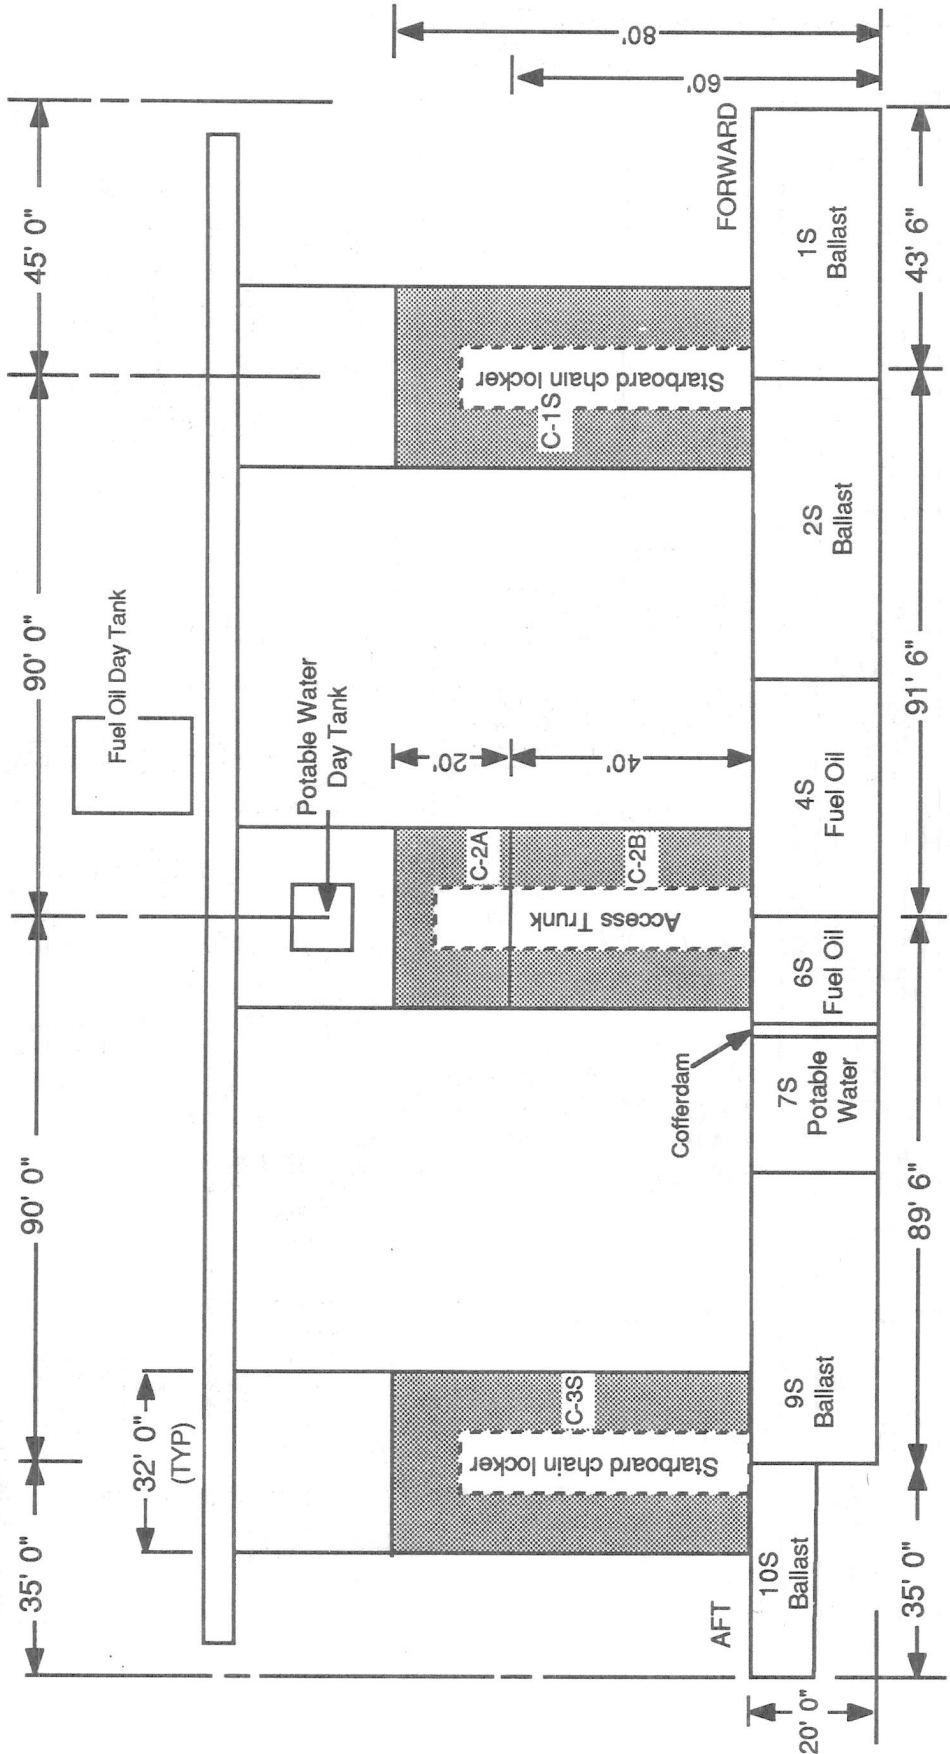 35' 0"
90' 0"
90' 0"
45' 0"
32' 0"
(TYP)
Fuel Oil Day Tank
Potable Water
Day Tank
80'
60'
20'
40'
C-3S
Starboard chain locker
C-2A
C-2B
Access Trunk
C-1S
Starboard chain locker
Cofferdam
AFT
FORWARD
10S
Ballast
9S
Ballast
7S
Potable
Water
6S
Fuel Oil
4S
Fuel Oil
2S
Ballast
1S
Ballast
20' 0"
35' 0"
89' 6"
91' 6"
43' 6"